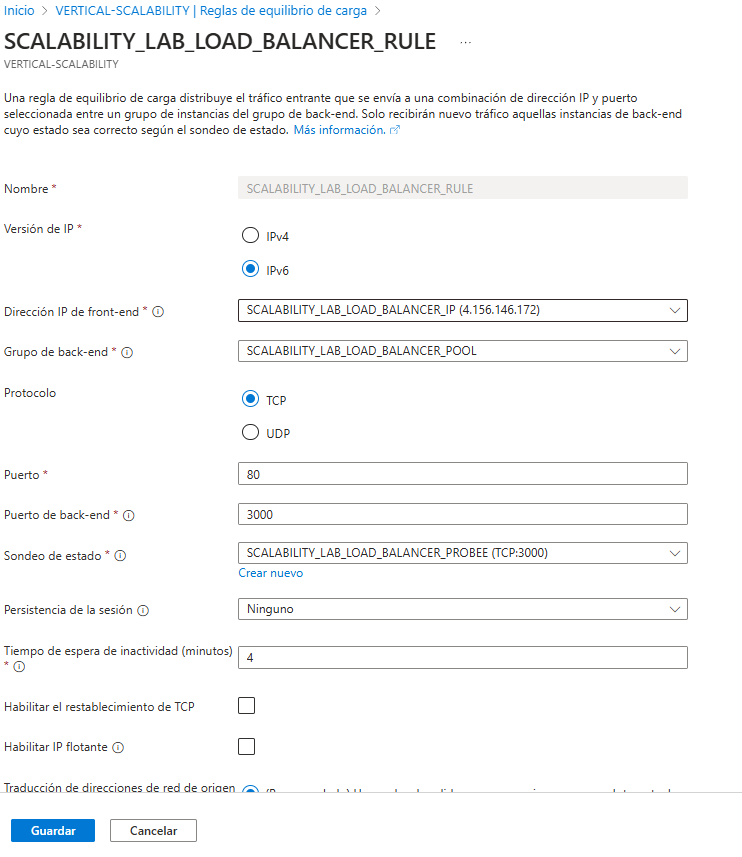 Inicio > VERTICAL-SCALABILITY | Reglas de equilibrio de carga >
SCALABILITY_LAB_LOAD_BALANCER_RULE ...
VERTICAL-SCALABILITY
Una regla de equilibrio de carga distribuye el tráfico entrante que se envía a una combinación de dirección IP y puerto
seleccionada entre un grupo de instancias del grupo de back-end. Solo recibirán nuevo tráfico aquellas instancias de back-end
cuyo estado sea correcto según el sondeo de estado. Más información.
Nombre * SCALABILITY_LAB_LOAD_BALANCER_RULE
Versión de IP *
IPv4
IPv6
Dirección IP de front-end * SCALABILITY_LAB_LOAD_BALANCER_IP (4.156.146.172)
Grupo de back-end * SCALABILITY_LAB_LOAD_BALANCER_POOL
Protocolo
TCP
UDP
Puerto * 80
Puerto de back-end * 3000
Sondeo de estado * SCALABILITY_LAB_LOAD_BALANCER_PROBEE (TCP:3000)
Crear nuevo
Persistencia de la sesión Ninguno
Tiempo de espera de inactividad (minutos)
* 4
Habilitar el restablecimiento de TCP
Habilitar IP flotante
Traducción de direcciones de red de origen
Guardar Cancelar